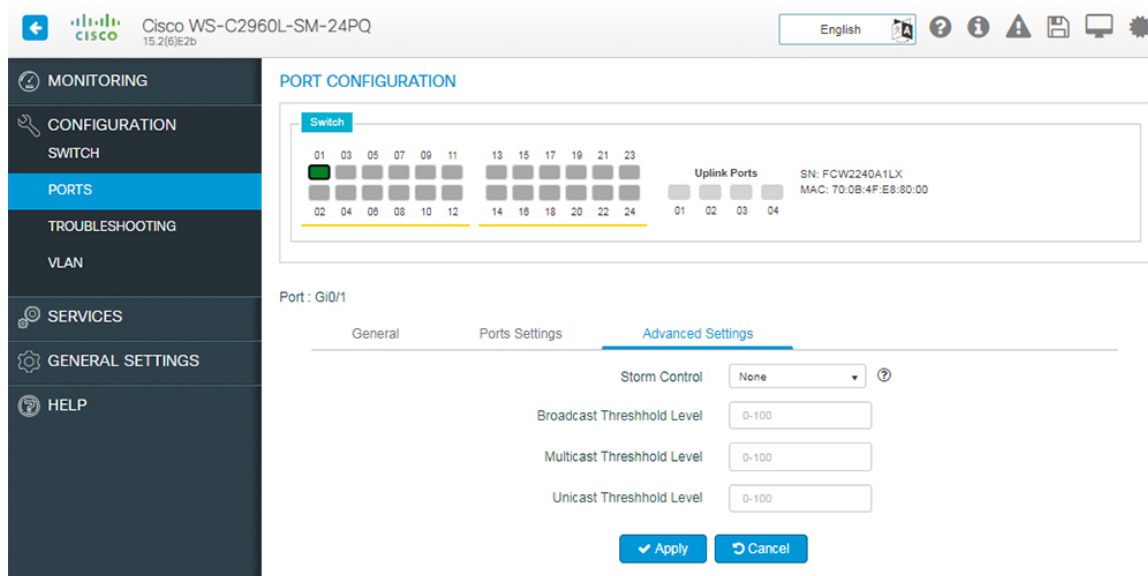 CISCO
Cisco WS-C2960L-SM-24PQ
15.2(6)E2b
English
MONITORING
CONFIGURATION
SWITCH
PORTS
TROUBLESHOOTING
VLAN
SERVICES
GENERAL SETTINGS
HELP
PORT CONFIGURATION
Switch
01 03 05 07 09 11 13 15 17 19 21 23
02 04 06 08 10 12 14 16 18 20 22 24
Uplink Ports
01 02 03 04
SN: FCW2240A1LX
MAC: 70:0B:4F:E8:80:00
Port : Gi0/1
General Ports Settings Advanced Settings
Storm Control None
Broadcast Threshhold Level 0-100
Multicast Threshhold Level 0-100
Unicast Threshhold Level 0-100
Apply Cancel